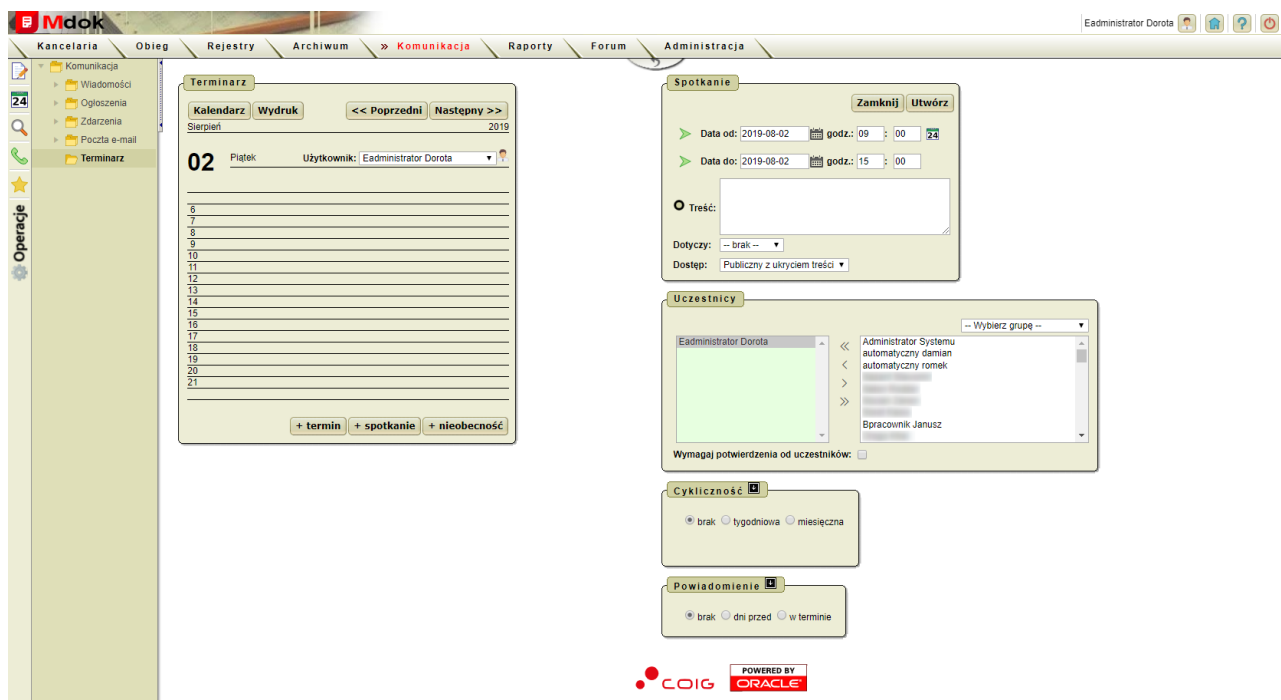 Mdok
Eadministrator Dorota
Kancelaria Obieg Rejestry Archiwum » Komunikacja Raporty Forum Administracja
Komunikacja
Wiadomości
Ogłoszenia
Zdarzenia
Poczta e-mail
Terminarz
24
Operacje
Terminarz
Kalendarz Wydruk << Poprzedni Następny >>
Sierpień 2019
02 Piątek Użytkownik: Eadministrator Dorota
6
7
8
9
10
11
12
13
14
15
16
17
18
19
20
21
+ termin + spotkanie + nieobecność
Spotkanie
Zamknij Utwórz
Data od: 2019-08-02 godz.: 09 : 00 24
Data do: 2019-08-02 godz.: 15 : 00
Treść:
Dotyczy: -- brak --
Dostęp: Publiczny z ukryciem treści
Uczestnicy
-- Wybierz grupę --
Eadministrator Dorota
Administrator Systemu
automatyczny damian
automatyczny romek
Bpracownik Janusz
Wymagaj potwierdzenia od uczestników:
Cykliczność
brak tygodniowa miesięczna
Powiadomienie
brak dni przed w terminie
COIG
POWERED BY
ORACLE